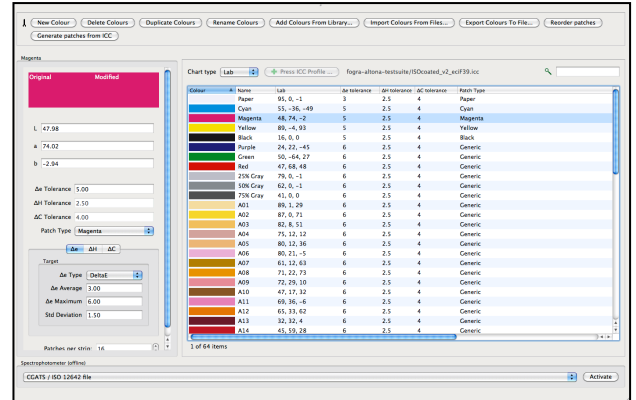 New Colour Delete Colours Duplicate Colours Rename Colours Add Colours From Library... Import Colours From Files... Export Colours To File... Reorder patches
Generate patches from ICC
Magenta
Original Modified
L 47.98
a 74.02
b -2.94
Δe Tolerance 5.00
ΔH Tolerance 2.50
ΔC Tolerance 4.00
Patch Type Magenta
Δe ΔH ΔC
Target
Δe Type DeltaE
Δe Average 3.00
Δe Maximum 6.00
Std Deviation 1.50
Patches per strip: 16
Chart type Lab + Press ICC Profile ... fogra-altona-testsuite/ISOcoated_v2_eciF39.icc
Colour Name Lab Δe tolerance ΔH tolerance ΔC tolerance Patch Type
Paper 95, 0, -1 3 2.5 4 Paper
Cyan 55, -36, -49 5 2.5 4 Cyan
Magenta 48, 74, -2 5 2.5 4 Magenta
Yellow 89, -4, 93 5 2.5 4 Yellow
Black 16, 0, 0 5 2.5 4 Black
Purple 24, 22, -45 6 2.5 4 Generic
Green 50, -64, 27 6 2.5 4 Generic
Red 47, 68, 48 6 2.5 4 Generic
25% Gray 79, 0, -1 6 2.5 4 Generic
50% Gray 62, 0, -1 6 2.5 4 Generic
75% Gray 41, 0, 0 6 2.5 4 Generic
A01 89, 1, 29 6 2.5 4 Generic
A02 87, 0, 71 6 2.5 4 Generic
A03 82, 8, 51 6 2.5 4 Generic
A04 75, 12, 12 6 2.5 4 Generic
A05 80, 12, 36 6 2.5 4 Generic
A06 80, 21, -5 6 2.5 4 Generic
A07 61, 12, 63 6 2.5 4 Generic
A08 71, 22, 73 6 2.5 4 Generic
A09 72, 29, 10 6 2.5 4 Generic
A10 47, 17, 32 6 2.5 4 Generic
A11 69, 36, -6 6 2.5 4 Generic
A12 65, 33, 62 6 2.5 4 Generic
A13 32, 32, 4 6 2.5 4 Generic
A14 45, 59, 28 6 2.5 4 Generic
1 of 64 items
Spectrophotometer (offline)
CGATS / ISO 12642 file Activate